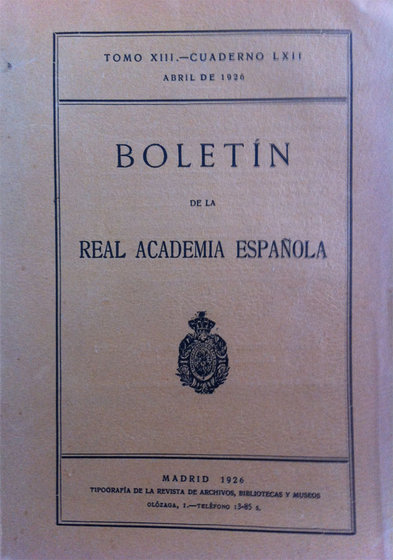 TOMO XIII.—CUADERNO LXII
ABRIL DE 1926
BOLETÍN
DE LA
REAL ACADEMIA ESPAÑOLA
MADRID 1926
TIPOGRAFÍA DE LA REVISTA DE ARCHIVOS, BIBLIOTECAS Y MUSEOS
OLÓZAGA, 1.—TELÉFONO 13-85 S.